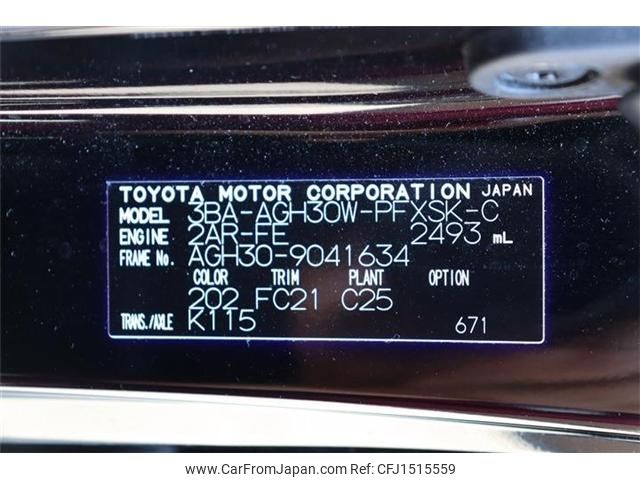 TOYOTA MOTOR CORPORATION JAPAN
MODEL 3BA-AGH30W-PFXSK-C
ENGINE 2AR-FE 2493 mL
FRAME No. AGH30-9041634
COLOR TRIM PLANT OPTION
202 FC21 C25
TRANS./AXLE K115 671
www.CarFromJapan.com - CFJ1515559